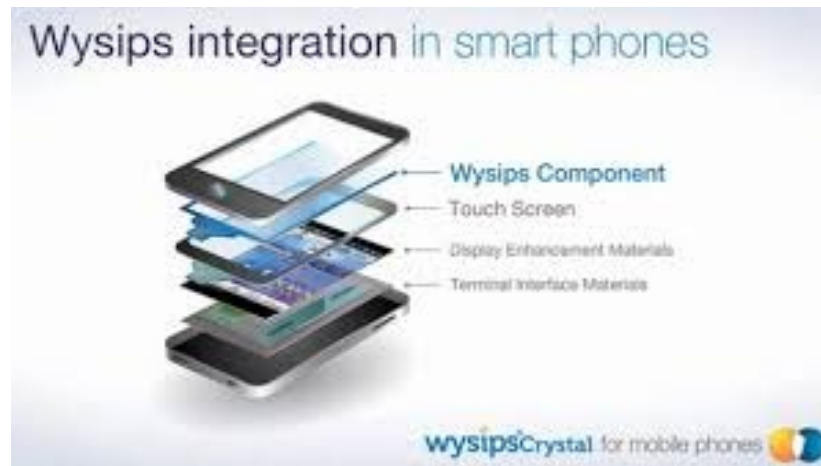 Wysips integration in smart phones
Wysips Component
Touch Screen
Display Enhancement Materials
Terminal Interface Materials
wysips Crystal for mobile phones